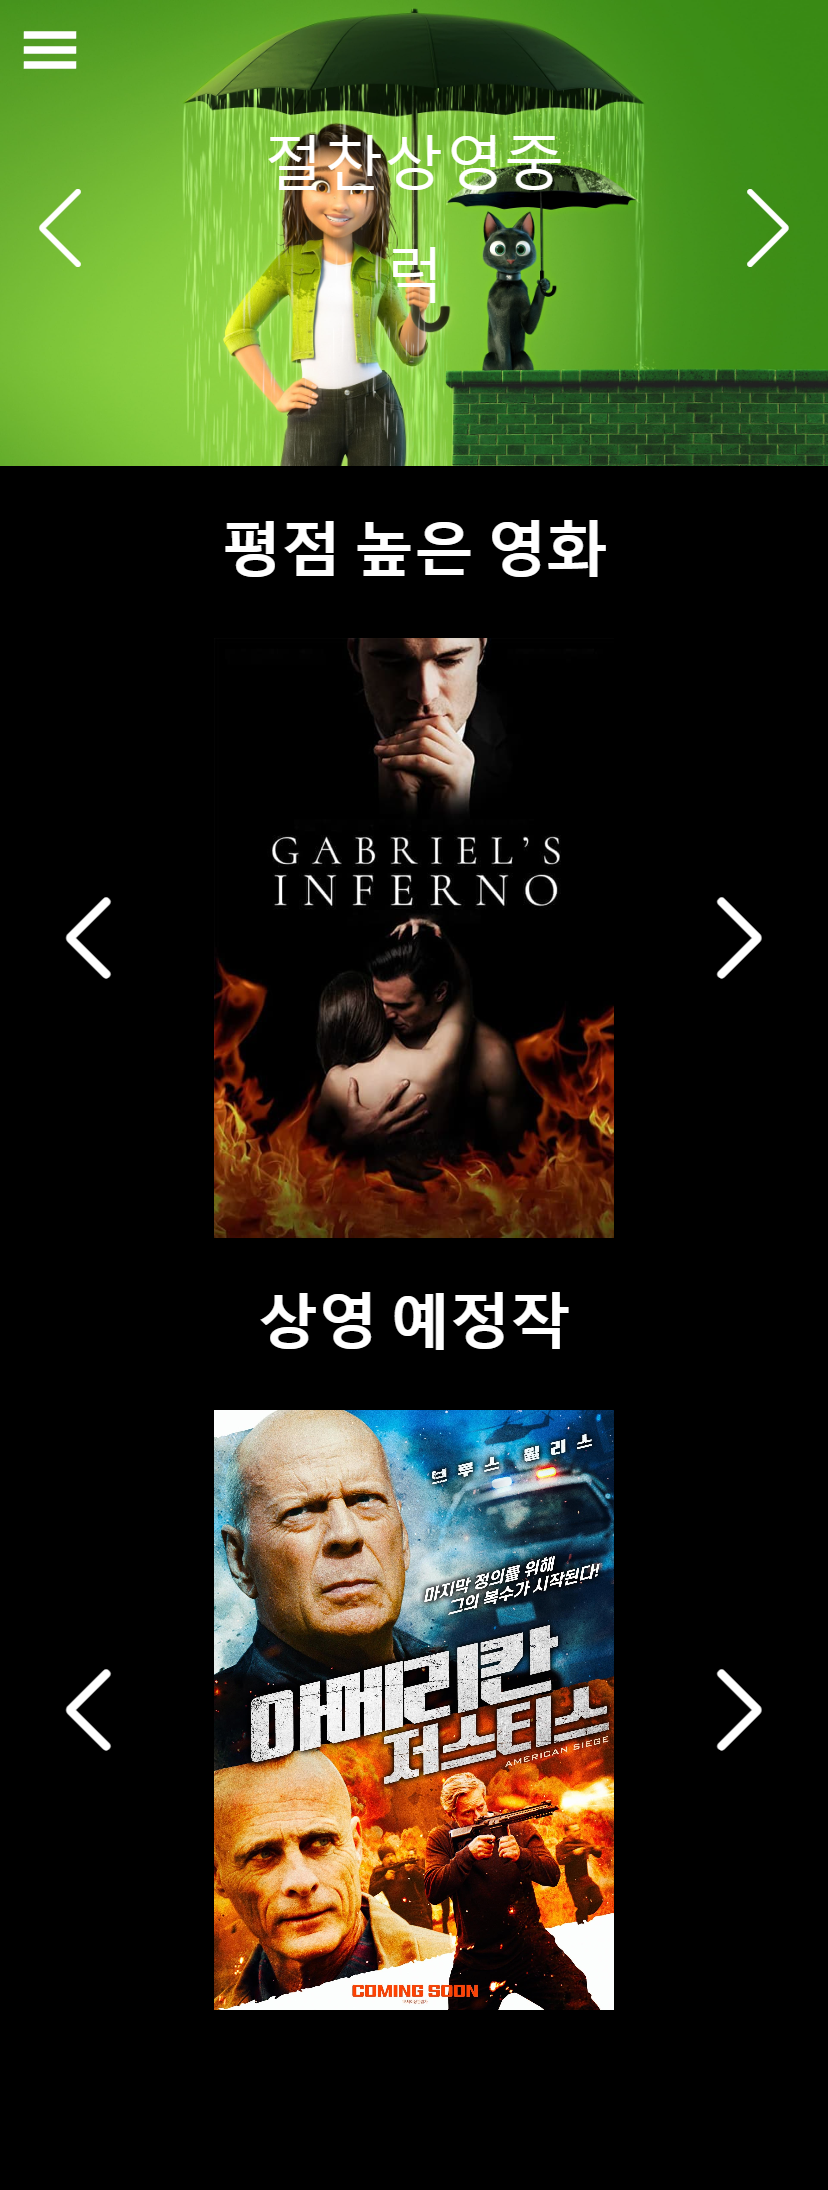 절찬상영중
럭
평점 높은 영화
GABRIEL'S
INFERNO
상영 예정작
브루스 윌리스
마지막 정의를 위해
그의 복수가 시작된다!
아메리칸
저스티스
AMERICAN SIEGE
COMING SOON